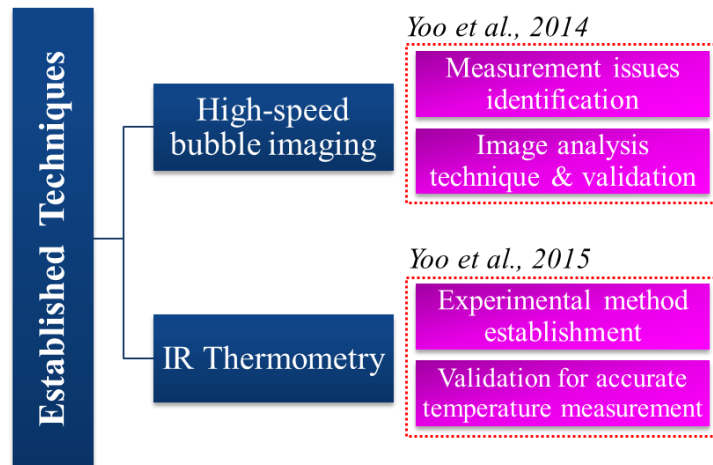 Established Techniques
High-speed
bubble imaging
Yoo et al., 2014
Measurement issues
identification
Image analysis
technique & validation
IR Thermometry
Yoo et al., 2015
Experimental method
establishment
Validation for accurate
temperature measurement